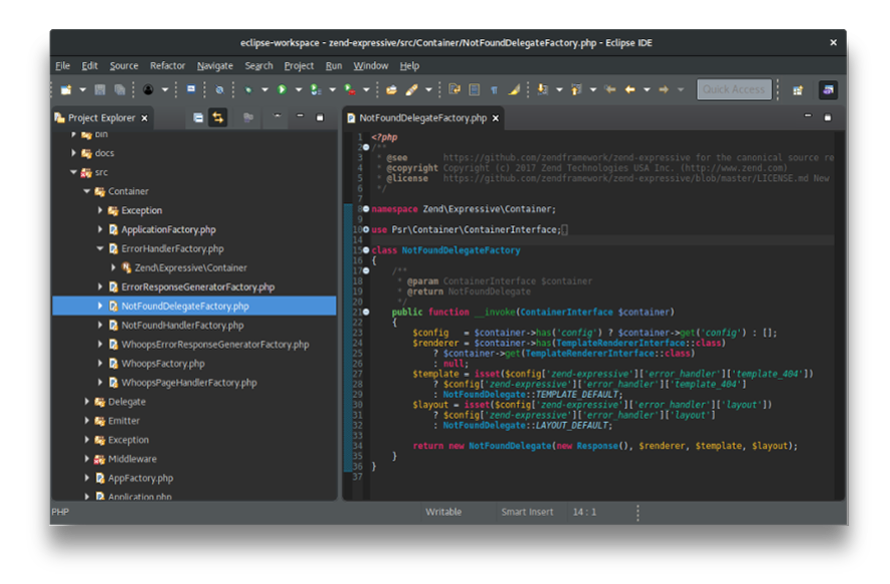 eclipse-workspace - zend-expressive/src/Container/NotFoundDelegateFactory.php - Eclipse IDE
File Edit Source Refactor Navigate Search Project Run Window Help
Quick Access
Project Explorer
bin
docs
src
Container
Exception
ApplicationFactory.php
ErrorHandlerFactory.php
Zend\Expressive\Container
ErrorResponseGeneratorFactory.php
NotFoundDelegateFactory.php
NotFoundHandlerFactory.php
WhoopsErrorResponseGeneratorFactory.php
WhoopsFactory.php
WhoopsPageHandlerFactory.php
Delegate
Emitter
Exception
Middleware
AppFactory.php
Application.php
NotFoundDelegateFactory.php
1 <?php
2 /**
3 * @see https://github.com/zendframework/zend-expressive for the canonical source re
4 * @copyright Copyright (c) 2017 Zend Technologies USA Inc. (http://www.zend.com)
5 * @license https://github.com/zendframework/zend-expressive/blob/master/LICENSE.md New
6 */
7
8 namespace Zend\Expressive\Container;
9
10 use Psr\Container\ContainerInterface;
14
15 class NotFoundDelegateFactory
16 {
17 /**
18 * @param ContainerInterface $container
19 * @return NotFoundDelegate
20 */
21 public function __invoke(ContainerInterface $container)
22 {
23 $config = $container->has('config') ? $container->get('config') : [];
24 $renderer = $container->has(TemplateRendererInterface::class)
25 ? $container->get(TemplateRendererInterface::class)
26 : null;
27 $template = isset($config['zend-expressive']['error_handler']['template_404'])
28 ? $config['zend-expressive']['error_handler']['template_404']
29 : NotFoundDelegate::TEMPLATE_DEFAULT;
30 $layout = isset($config['zend-expressive']['error_handler']['layout'])
31 ? $config['zend-expressive']['error_handler']['layout']
32 : NotFoundDelegate::LAYOUT_DEFAULT;
33
34 return new NotFoundDelegate(new Response(), $renderer, $template, $layout);
35 }
36 }
37
PHP Writable Smart Insert 14 : 1